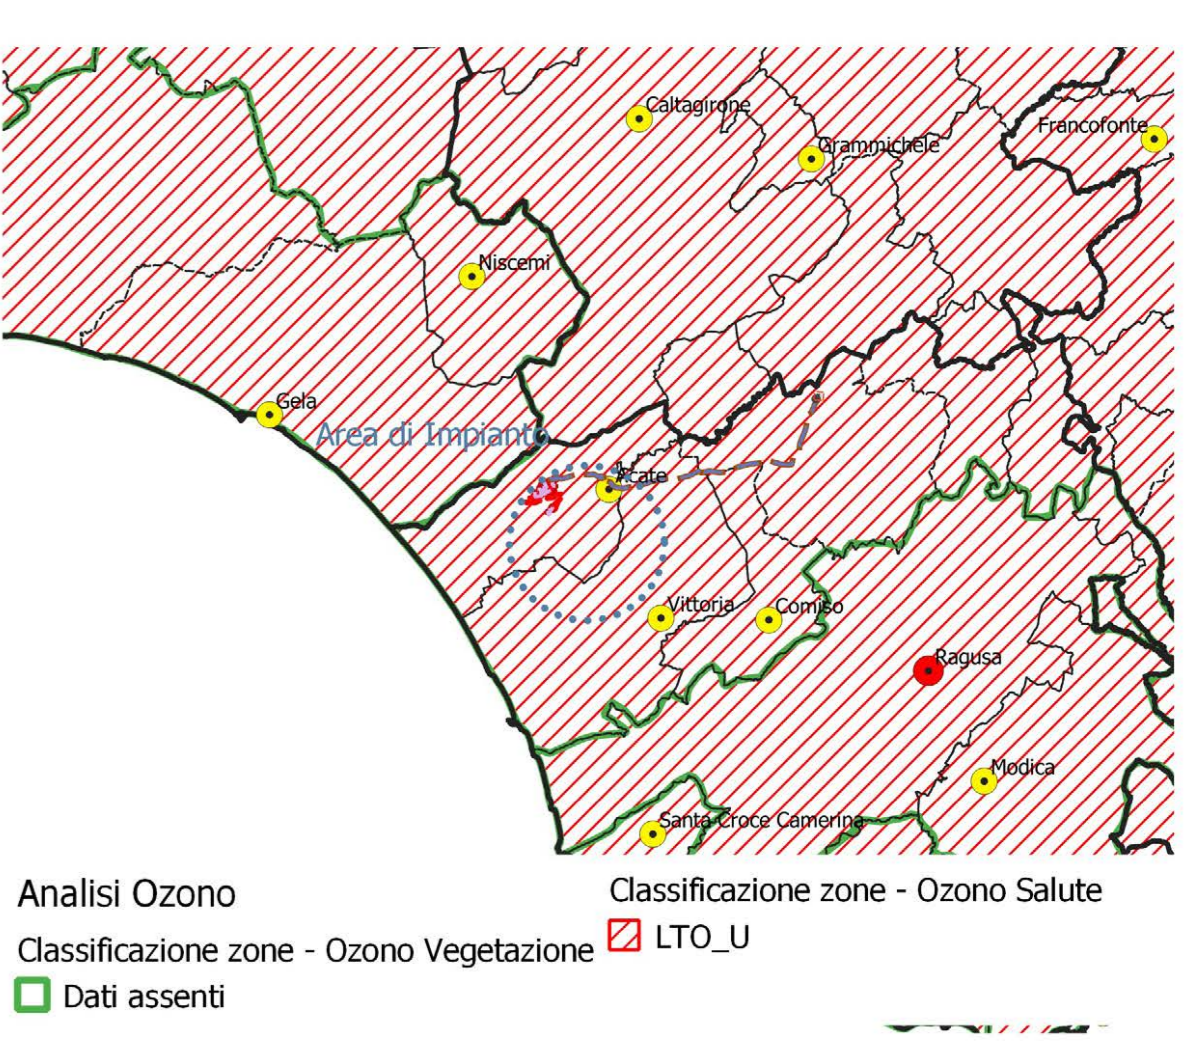 Caltagirone
Francofonte
Grammichele
Niscemi
Gela
Area di Impianto
Acate
Vittoria
Comiso
Ragusa
Modica
Santa Croce Camerina
Analisi Ozono
Classificazione zone - Ozono Salute
LTO_U
Classificazione zone - Ozono Vegetazione
Dati assenti